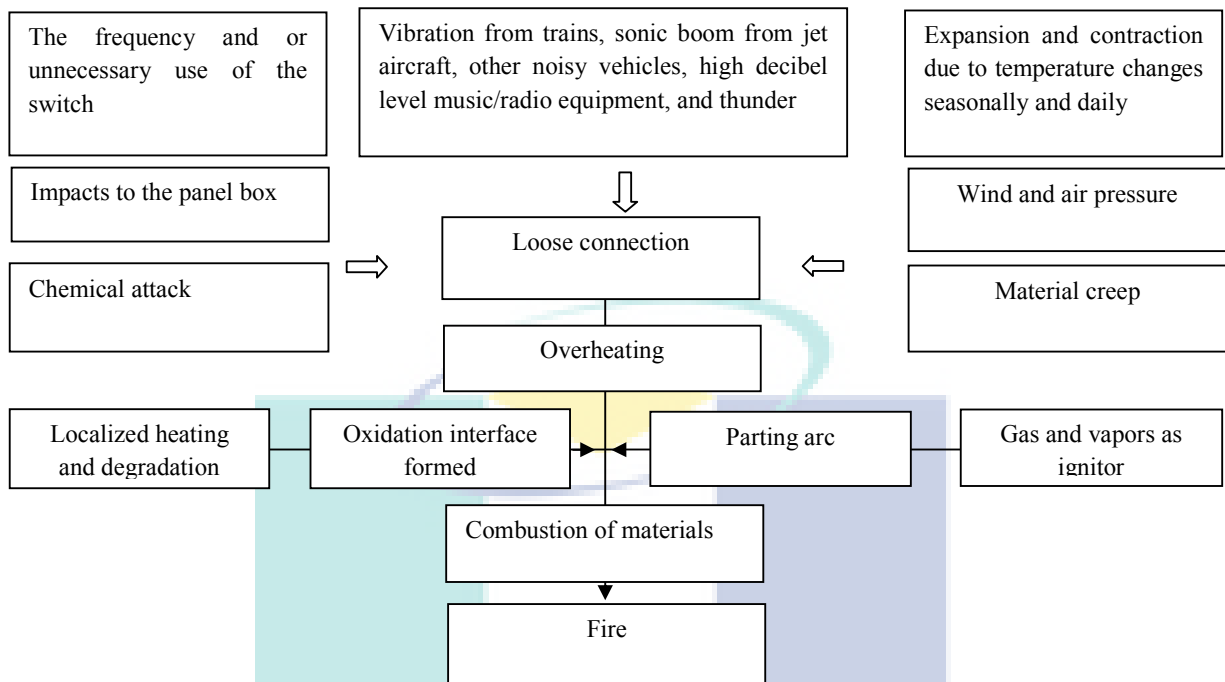 The frequency and or
unnecessary use of the
switch
Vibration from trains, sonic boom from jet
aircraft, other noisy vehicles, high decibel
level music/radio equipment, and thunder
Expansion and contraction
due to temperature changes
seasonally and daily
Impacts to the panel box
Wind and air pressure
Loose connection
Chemical attack
Material creep
Overheating
Localized heating
and degradation
Oxidation interface
formed
Parting arc
Gas and vapors as
ignitor
Combustion of materials
Fire